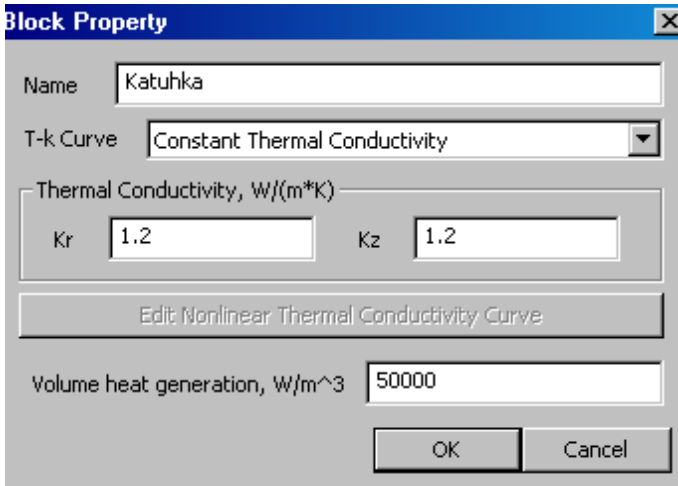 Block Property
Name Katuhka
T-k Curve Constant Thermal Conductivity
Thermal Conductivity, W/(m*K)
Kr 1.2 Kz 1.2
Edit Nonlinear Thermal Conductivity Curve
Volume heat generation, W/m^3 50000
OK Cancel